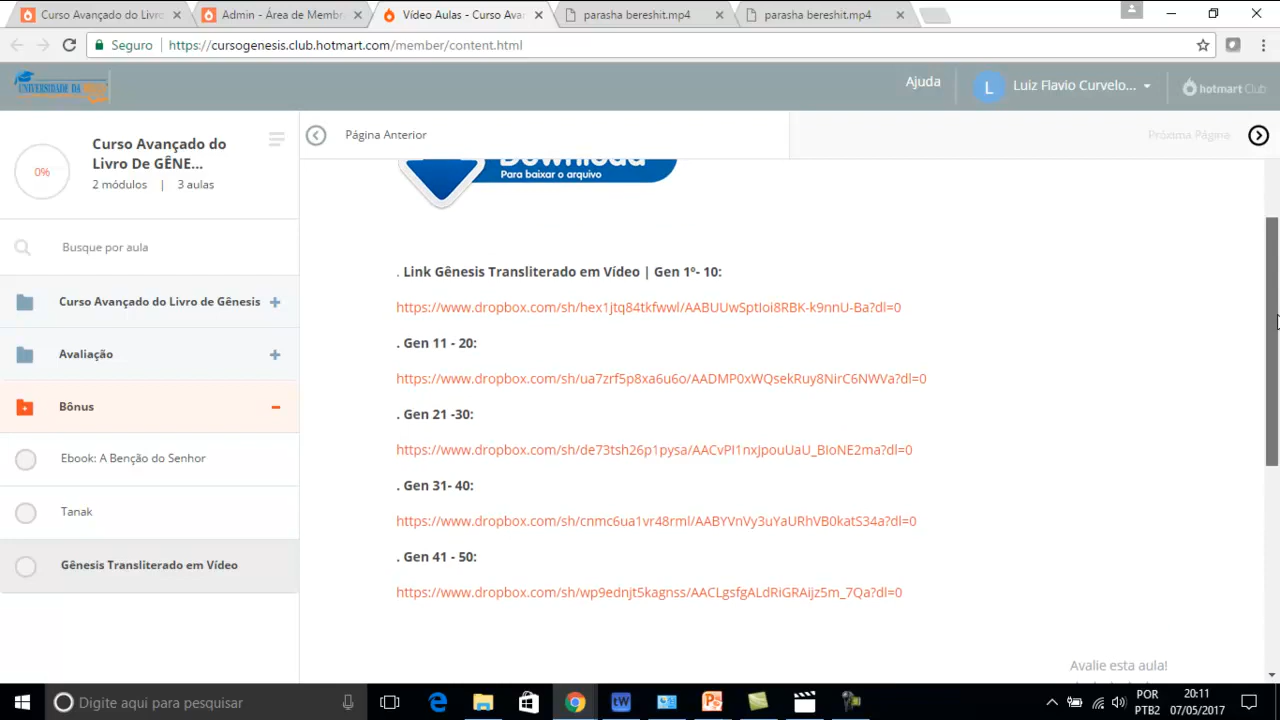 Curso Avançado do Livro
Admin - Área de Membr
Vídeo Aulas - Curso Ava
parasha bereshit.mp4
parasha bereshit.mp4
Seguro
https://cursogenesis.club.hotmart.com/member/content.html
UNIVERSIDADE DA
Ajuda
L
Luiz Flavio Curvelo...
hotmart Club
Curso Avançado do
Livro De GÊNE...
0%
2 módulos | 3 aulas
Página Anterior
Próxima Página
Download
Para baixar o arquivo
Busque por aula
Curso Avançado do Livro de Gênesis
Avaliação
Bônus
Ebook: A Benção do Senhor
Tanak
Gênesis Transliterado em Vídeo
. Link Gênesis Transliterado em Vídeo | Gen 1º- 10:
https://www.dropbox.com/sh/hex1jtq84tkfwwl/AABUUwSptIoi8RBK-k9nnU-Ba?dl=0
. Gen 11 - 20:
https://www.dropbox.com/sh/ua7zrf5p8xa6u6o/AADMP0xWQsekRuy8NirC6NWVa?dl=0
. Gen 21 -30:
https://www.dropbox.com/sh/de73tsh26p1pysa/AACvPI1nxJpouUaU_BIoNE2ma?dl=0
. Gen 31- 40:
https://www.dropbox.com/sh/cnmc6ua1vr48rml/AABYVnVy3uYaURhVB0katS34a?dl=0
. Gen 41 - 50:
https://www.dropbox.com/sh/wp9ednjt5kagnss/AACLgsfgALdRiGRAijz5m_7Qa?dl=0
Avalie esta aula!
Digite aqui para pesquisar
POR
PTB2
20:11
07/05/2017